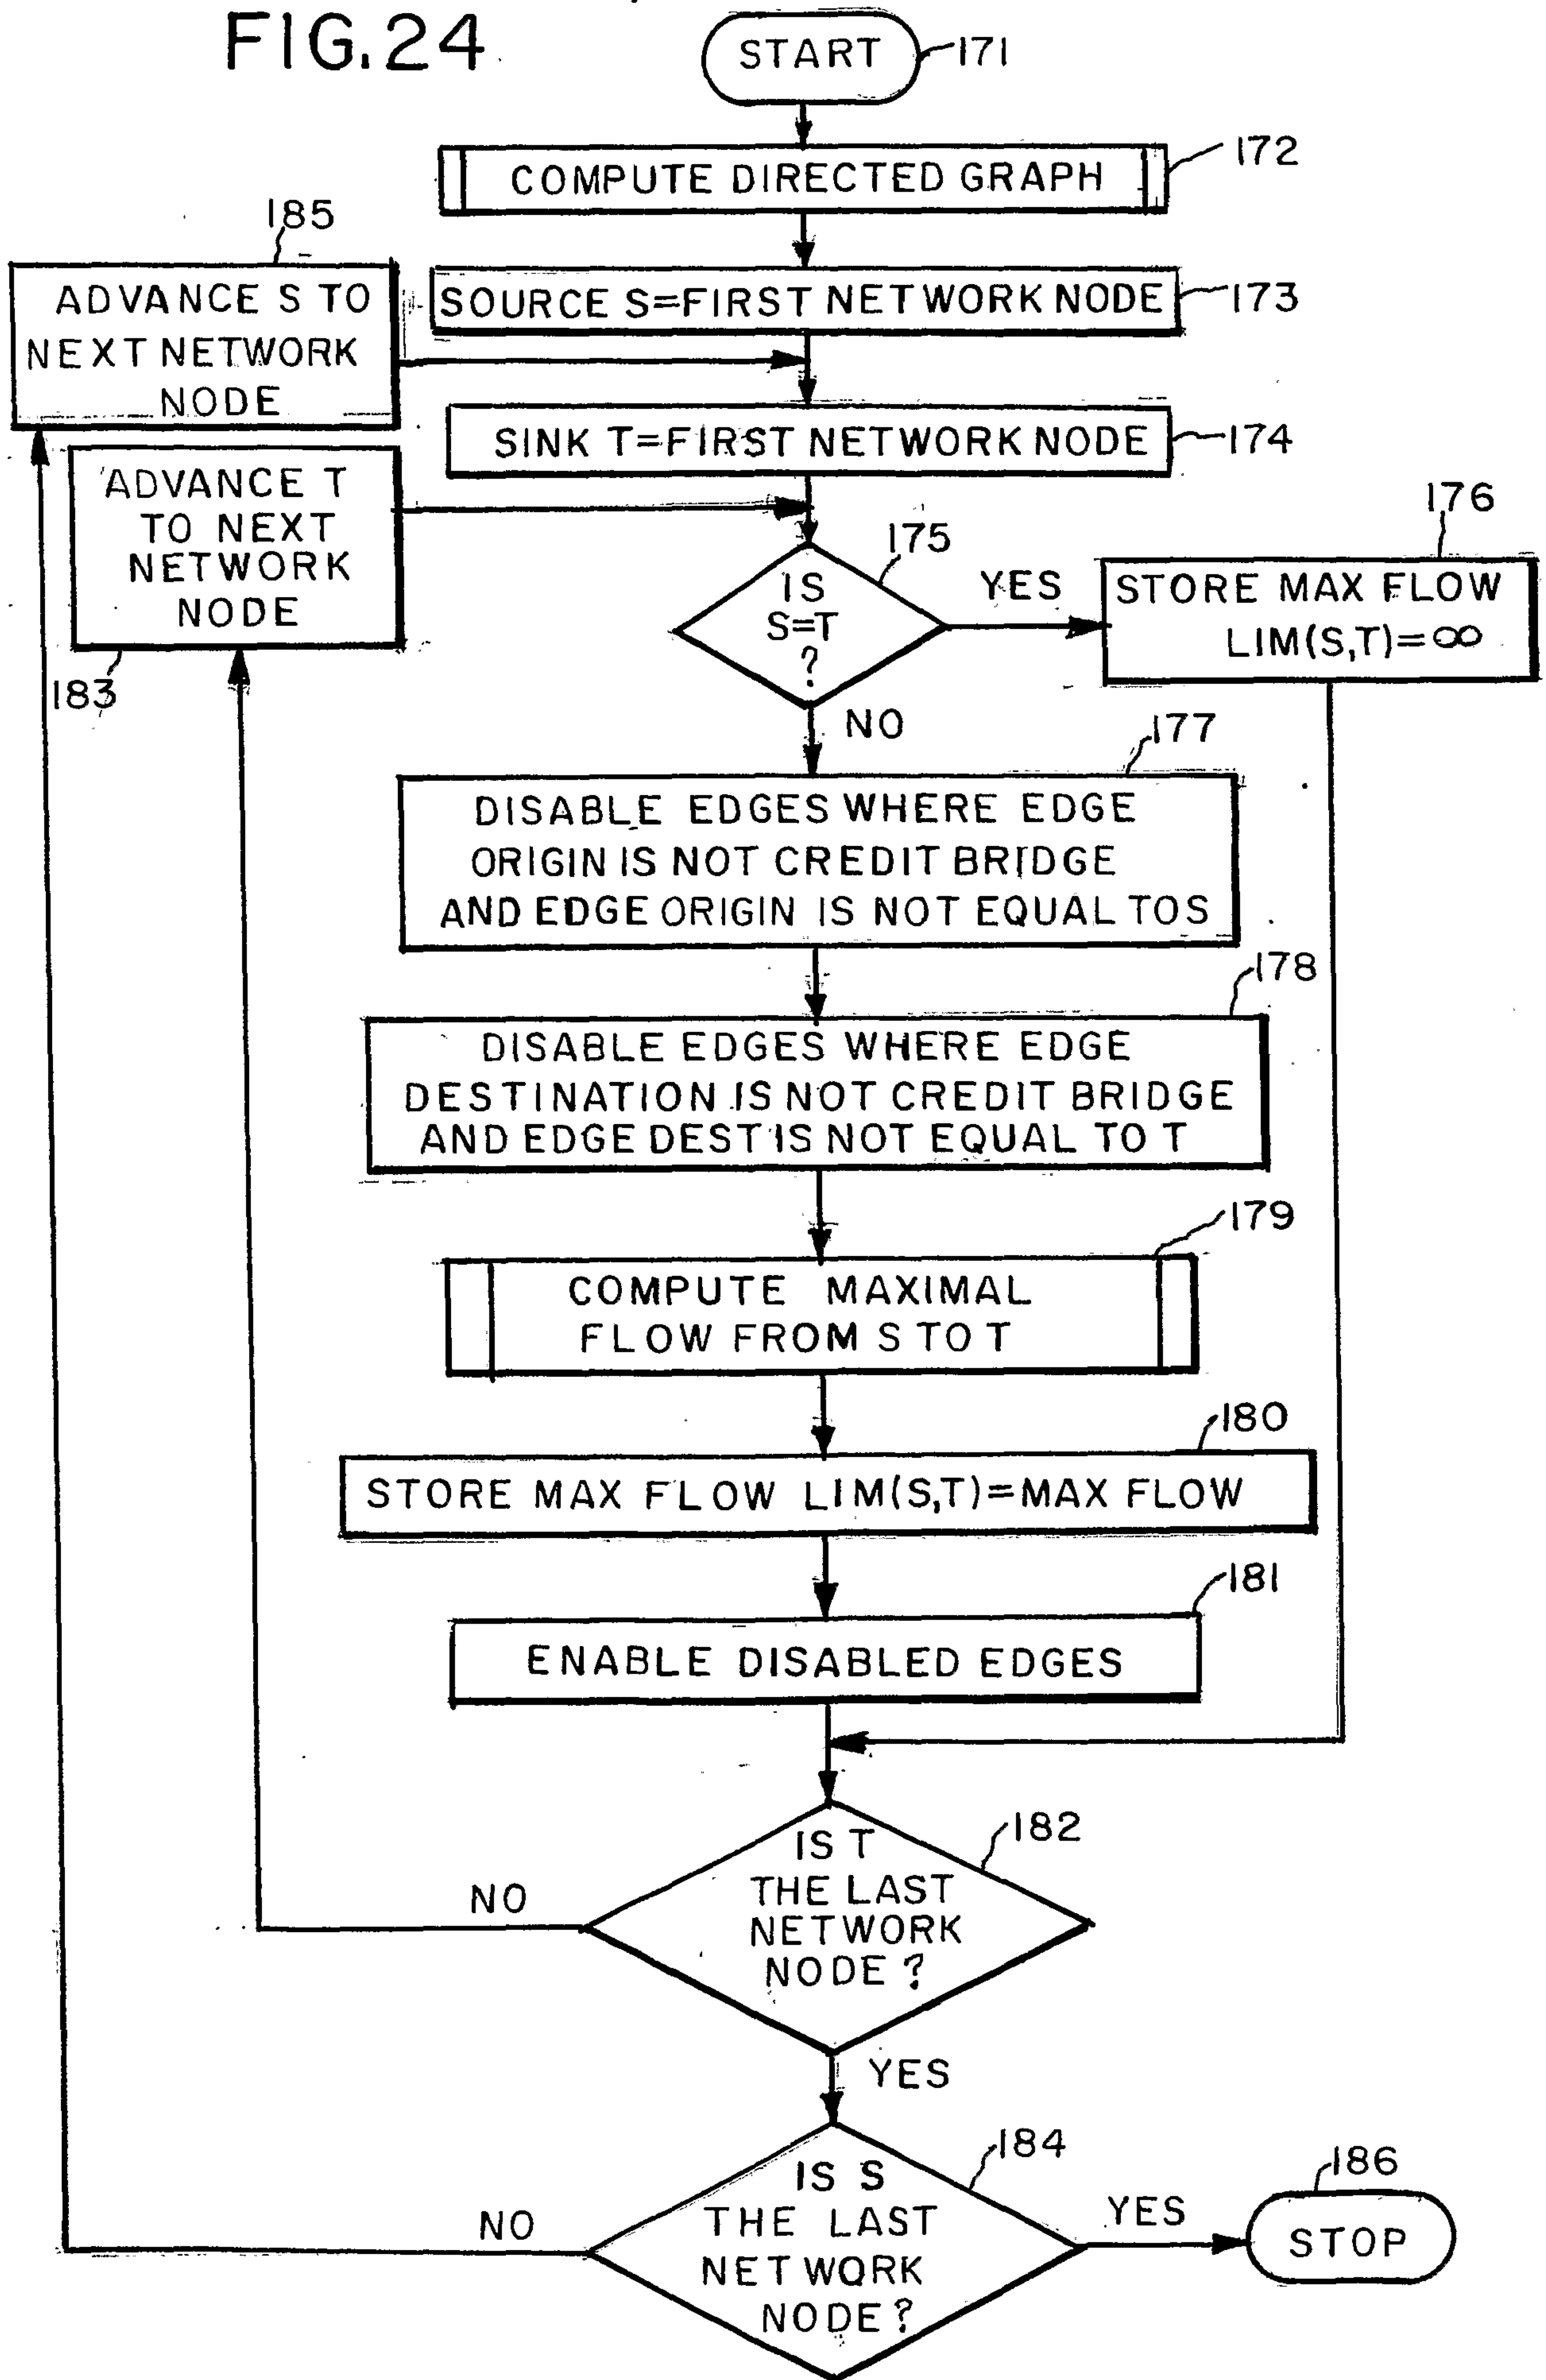 FIG.24
START
171
COMPUTE DIRECTED GRAPH
172
185
ADVANCE S TO
NEXT NETWORK
NODE
SOURCE S=FIRST NETWORK NODE
173
SINK T=FIRST NETWORK NODE
174
ADVANCE T
TO NEXT
NETWORK
NODE
183
175
IS
S=T
?
YES
176
STORE MAX FLOW
LIM(S,T)=∞
NO
177
DISABLE EDGES WHERE EDGE
ORIGIN IS NOT CREDIT BRIDGE
AND EDGE ORIGIN IS NOT EQUAL TO S
178
DISABLE EDGES WHERE EDGE
DESTINATION IS NOT CREDIT BRIDGE
AND EDGE DEST IS NOT EQUAL TO T
179
COMPUTE MAXIMAL
FLOW FROM S TO T
180
STORE MAX FLOW LIM(S,T)=MAX FLOW
181
ENABLE DISABLED EDGES
182
IS T
THE LAST
NETWORK
NODE?
NO
YES
184
IS S
THE LAST
NETWORK
NODE?
NO
YES
186
STOP